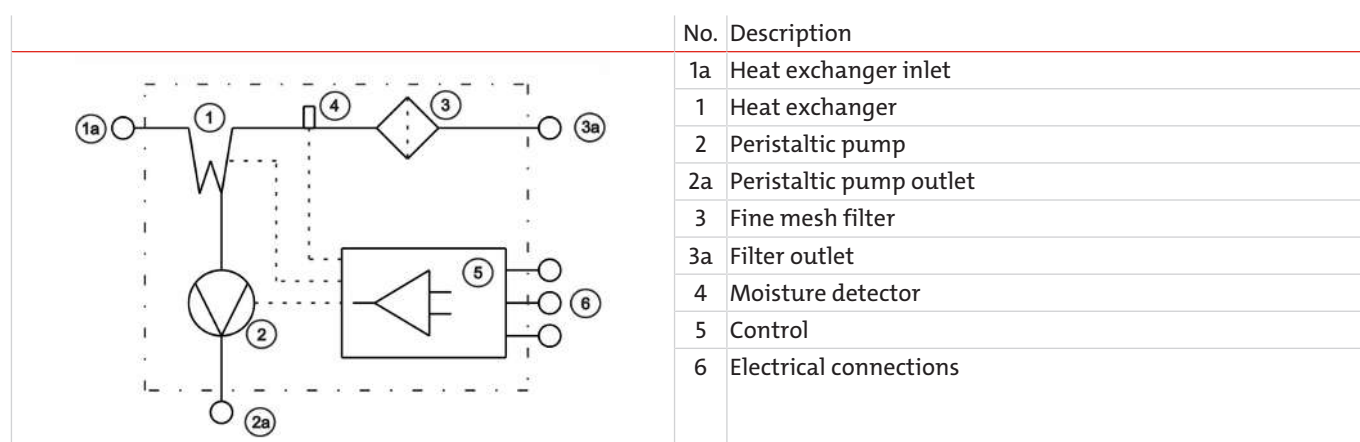 No. Description
1a Heat exchanger inlet
1 Heat exchanger
2 Peristaltic pump
2a Peristaltic pump outlet
3 Fine mesh filter
3a Filter outlet
4 Moisture detector
5 Control
6 Electrical connections
1a
1
4
3
3a
5
6
2
2a